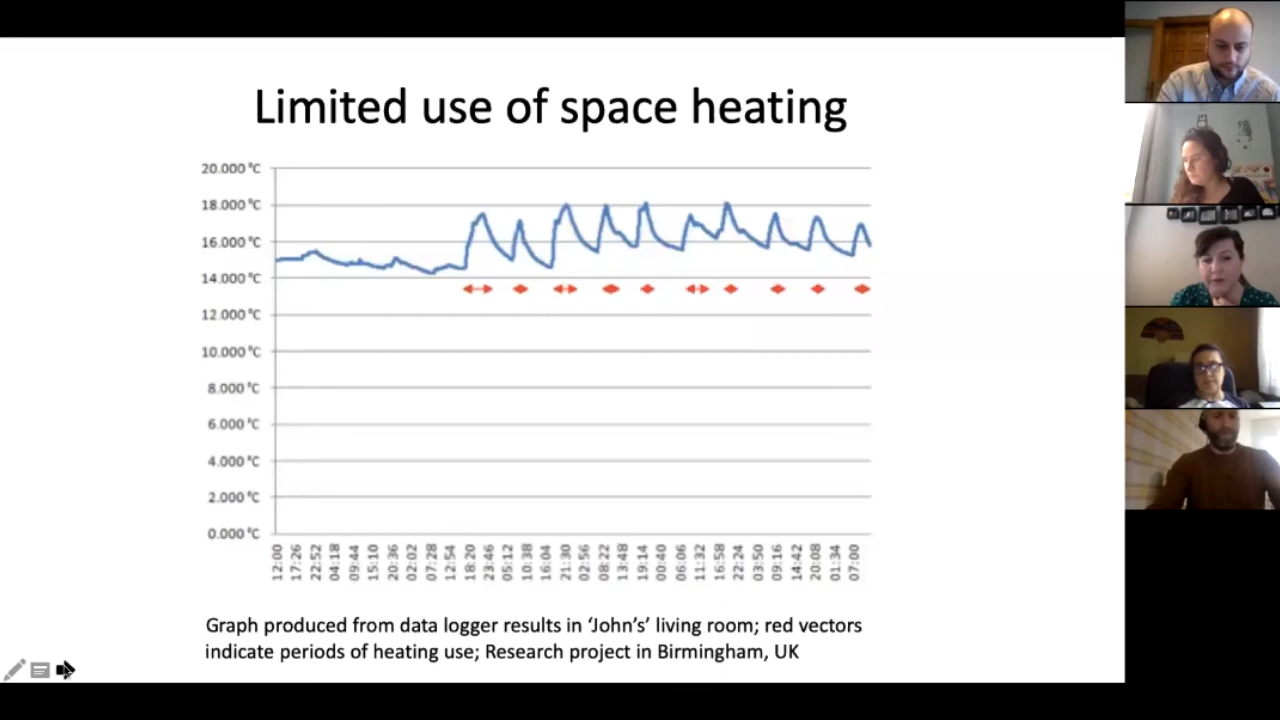 Limited use of space heating
20.000 °C
18.000 °C
16.000 °C
14.000 °C
12.000 °C
10.000 °C
8.000 °C
6.000 °C
4.000 °C
2.000 °C
0.000 °C
12:00
17:26
22:52
04:18
09:44
15:10
20:36
02:02
07:28
12:54
18:20
23:46
05:12
10:38
16:04
21:30
02:56
08:22
13:48
19:14
00:40
06:06
11:32
16:58
22:24
03:50
09:16
14:42
20:08
01:34
07:00
Graph produced from data logger results in ‘John’s’ living room; red vectors
indicate periods of heating use; Research project in Birmingham, UK